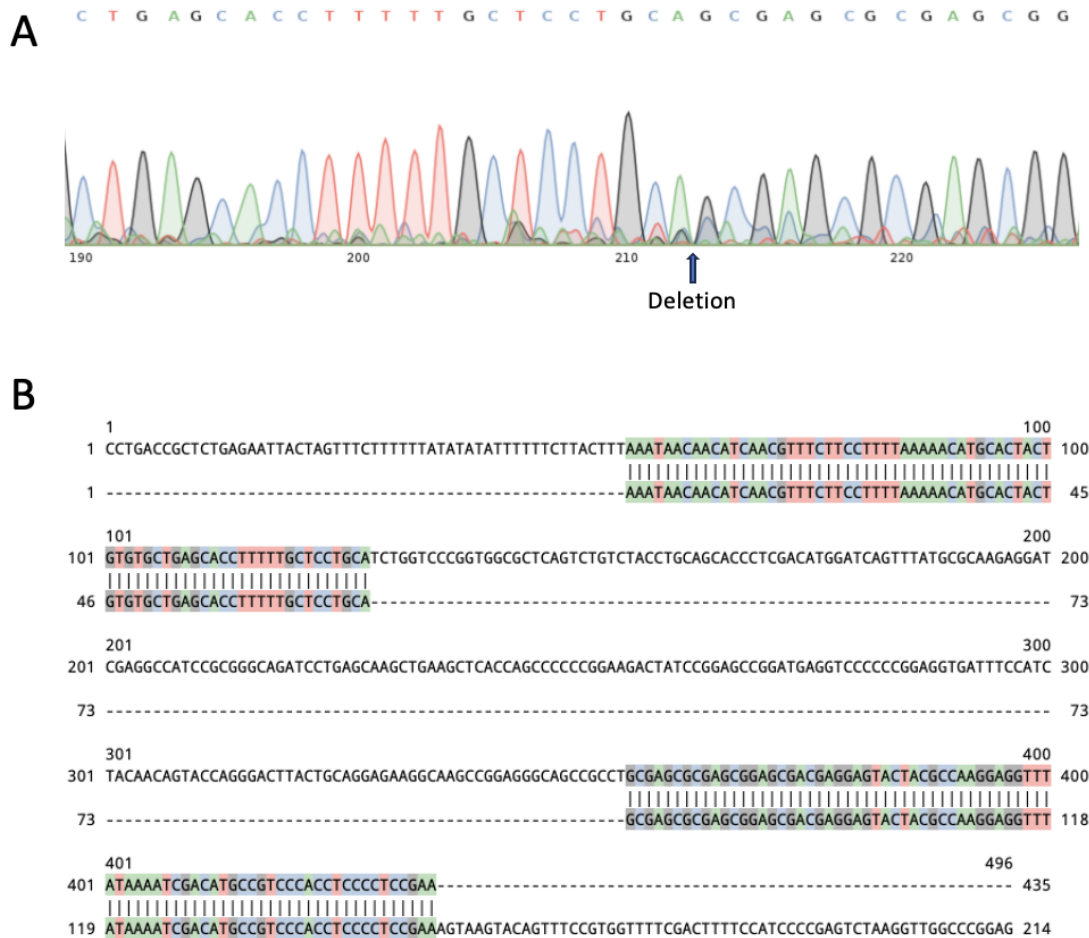 C T G A G C A C C T T T T T G C T C C T G C A G C G A G C G C G A G C G G
A
190 200 210 220
Deletion
B
1 100
1 CCTGACCGCTCTGAGAATTACTAGTTTCTTTTTTATATATATTTTTTCTTACTTTAAATAACAACATCAACGTTTCTTCCTTTTAAAAACATGCACTACT 100
1 -------------------------------------------------------AAATAACAACATCAACGTTTCTTCCTTTTAAAAACATGCACTACT 45
101 200
101 GTGTGCTGAGCACCTTTTTGCTCCTGCATCTGGTCCCGGTGGCGCTCAGTCTGTCTACCTGCAGCACCCTCGACATGGATCAGTTTATGCGCAAGAGGAT 200
46 GTGTGCTGAGCACCTTTTTGCTCCTGCA------------------------------------------------------------------------ 73
201 300
201 CGAGGCCATCCGCGGGCAGATCCTGAGCAAGCTGAAGCTCACCAGCCCCCCGGAAGACTATCCGGAGCCGGATGAGGTCCCCCCGGAGGTGATTTCCATC 300
73 ---------------------------------------------------------------------------------------------------- 73
301 400
301 TACAACAGTACCAGGGACTTACTGCAGGAGAAGGCAAGCCGGAGGGCAGCCGCCTGCGAGCGCGAGCGGAGCGACGAGGAGTACTACGCCAAGGAGGTTT 400
73 -------------------------------------------------------GCGAGCGCGAGCGGAGCGACGAGGAGTACTACGCCAAGGAGGTTT 118
401 496
401 ATAAAATCGACATGCCGTCCCACCTCCCCTCCGAA------------------------------------------------------------- 435
119 ATAAAATCGACATGCCGTCCCACCTCCCCTCCGAAAGTAAGTACAGTTTCCGTGGTTTTCGACTTTTCCATCCCCGAGTCTAAGGTTGGCCCGGAG 214